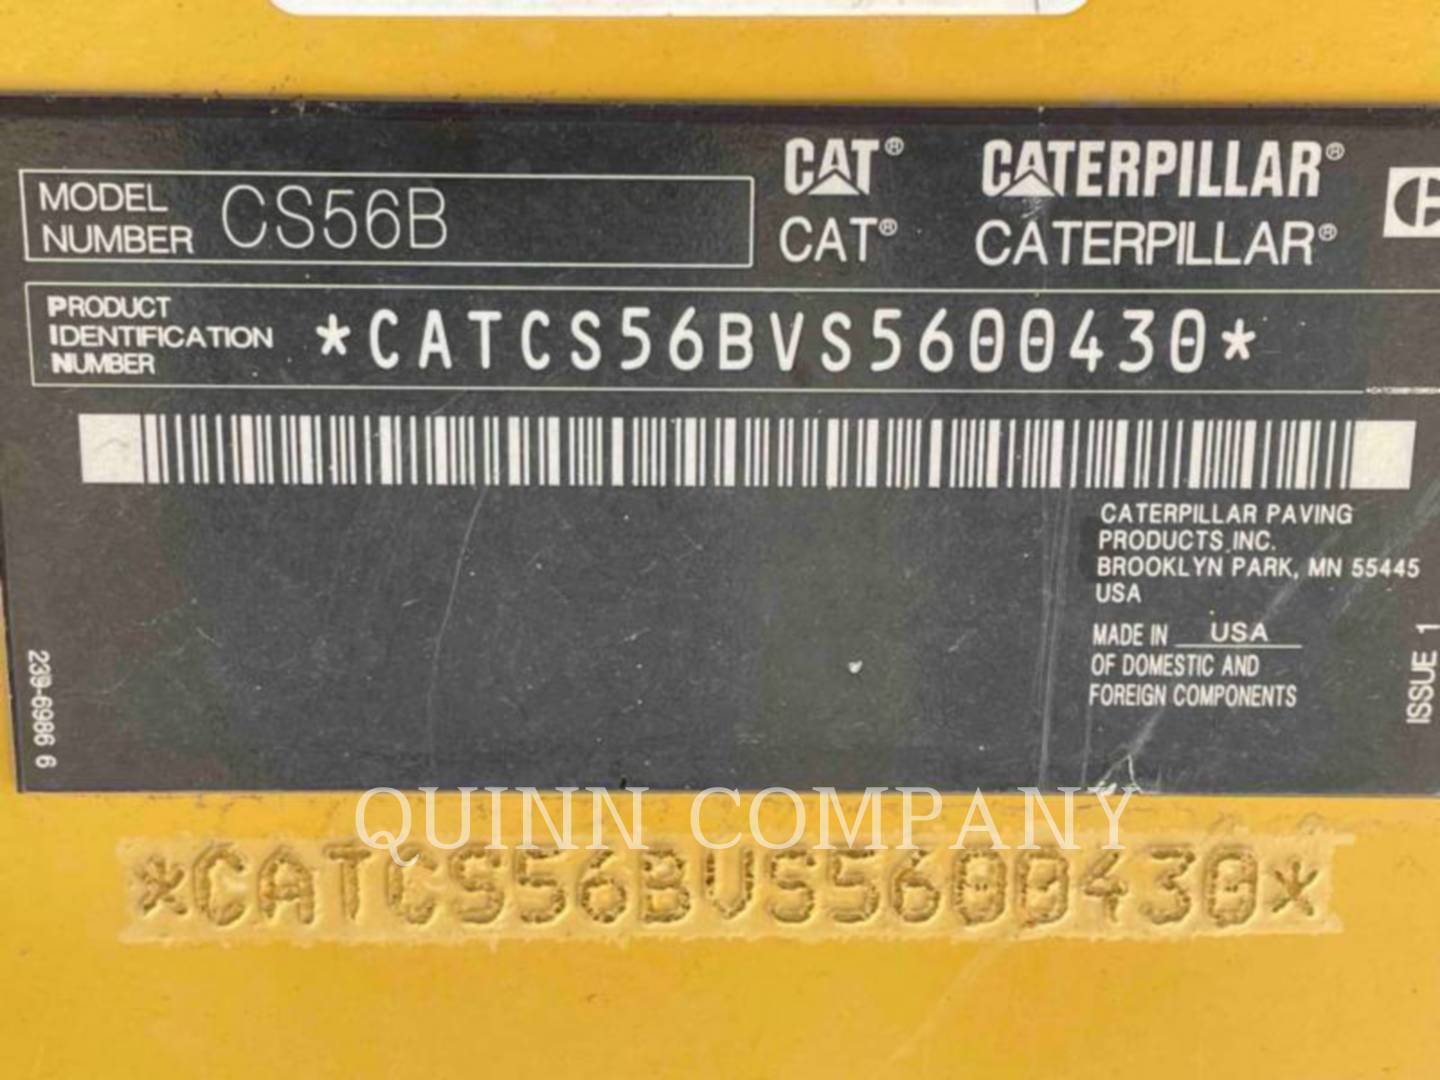 MODEL NUMBER CS56B
CAT® CATERPILLAR®
CAT® CATERPILLAR®
PRODUCT
IDENTIFICATION
NUMBER
*CATCS56BVS5600430*
CATERPILLAR PAVING
PRODUCTS INC.
BROOKLYN PARK, MN 55445
USA
MADE IN USA
OF DOMESTIC AND
FOREIGN COMPONENTS
ISSUE 1
239-6986 6
QUINN COMPANY
*CATCS56BVS5600430*